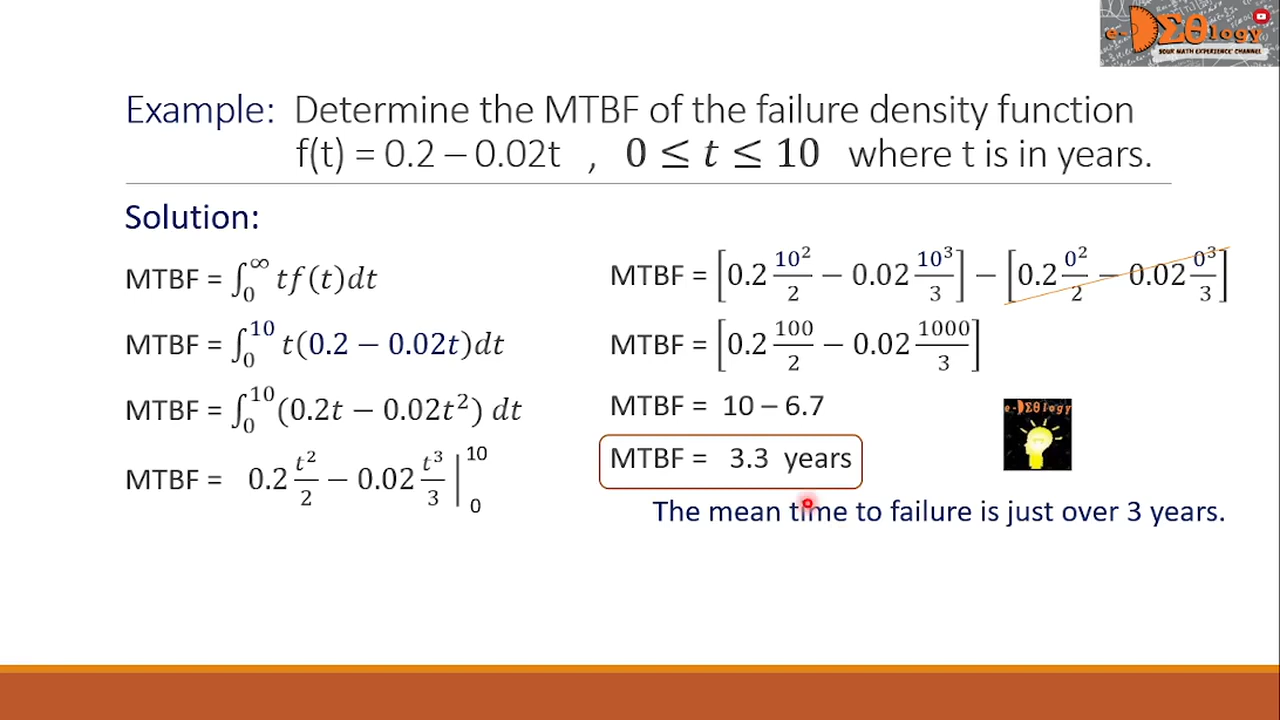 e-DΣθlogy
YOUR MATH EXPERIENCE CHANNEL
Example: Determine the MTBF of the failure density function
f(t) = 0.2 – 0.02t , 0 ≤ t ≤ 10 where t is in years.
Solution:
MTBF = ∫₀^∞ tf(t)dt
MTBF = ∫₀^10 t(0.2 − 0.02t)dt
MTBF = ∫₀^10 (0.2t − 0.02t²) dt
MTBF = 0.2 t²/2 − 0.02 t³/3 |₀^10
MTBF = [0.2 10²/2 − 0.02 10³/3] − [0.2 0²/2 − 0.02 0³/3]
MTBF = [0.2 100/2 − 0.02 1000/3]
MTBF = 10 – 6.7
MTBF = 3.3 years
e-DΣθlogy
The mean time to failure is just over 3 years.